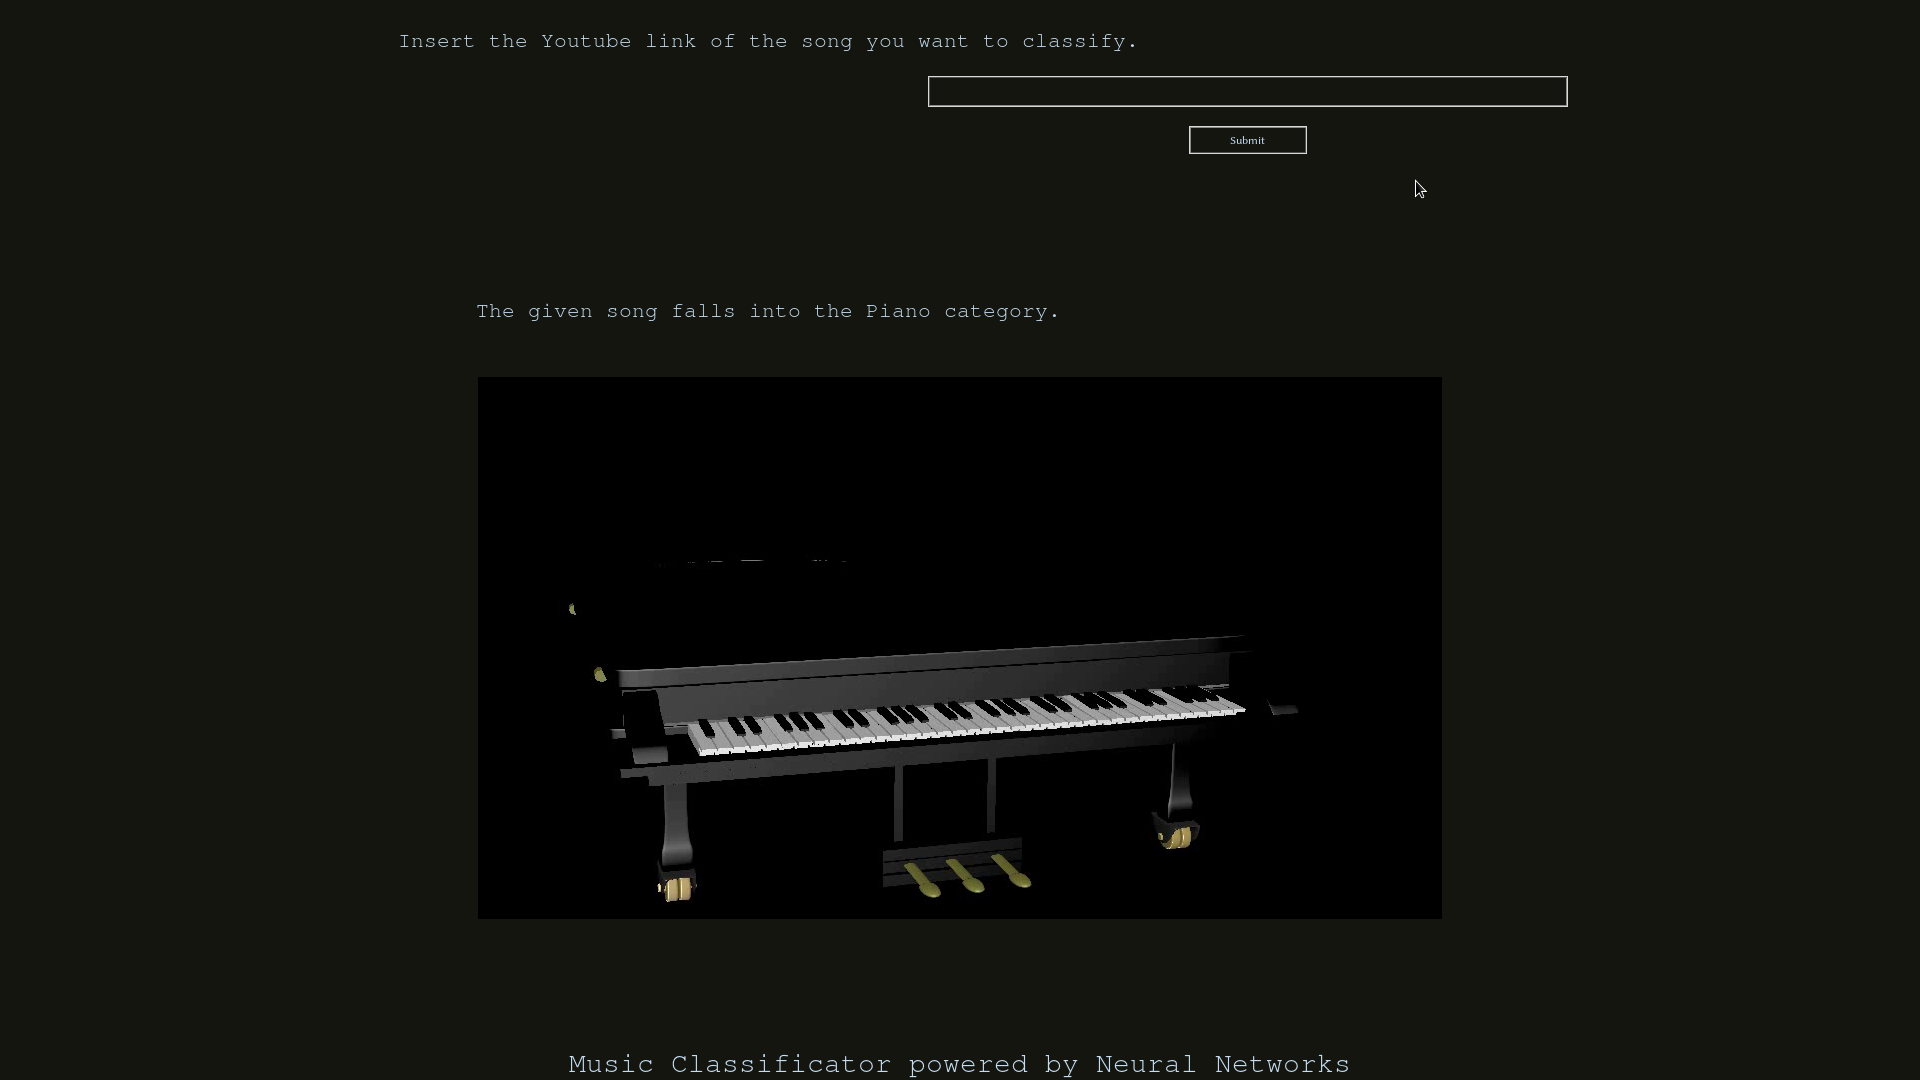 Insert the Youtube link of the song you want to classify.
Submit
The given song falls into the Piano category.
Music Classificator powered by Neural Networks